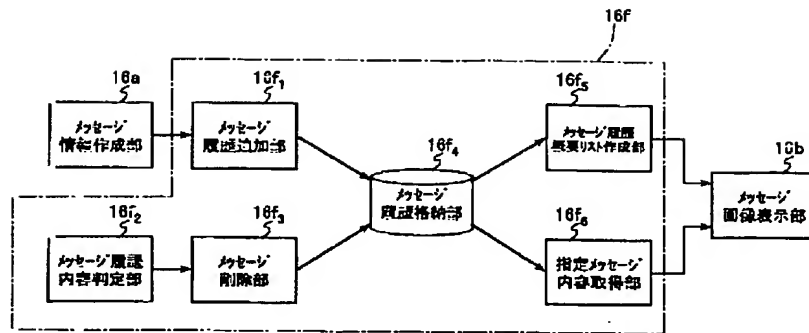 16f
16a
メッセージ
情報作成部
16f1
メッセージ
履歴追加部
16f2
メッセージ履歴
内容判定部
16f3
メッセージ
削除部
16f4
メッセージ
履歴格納部
16f5
メッセージ履歴
概要リスト作成部
16f6
指定メッセージ
内容取得部
16b
メッセージ
画像表示部